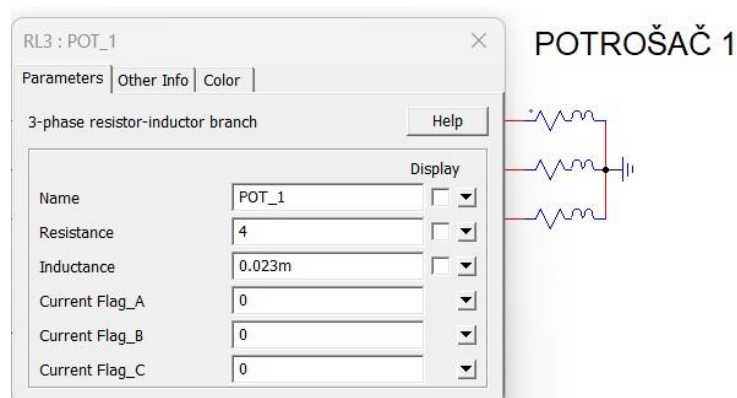 RL3 : POT_1
POTROŠAČ 1
Parameters Other Info Color
3-phase resistor-inductor branch Help
Display
Name POT_1
Resistance 4
Inductance 0.023m
Current Flag_A 0
Current Flag_B 0
Current Flag_C 0